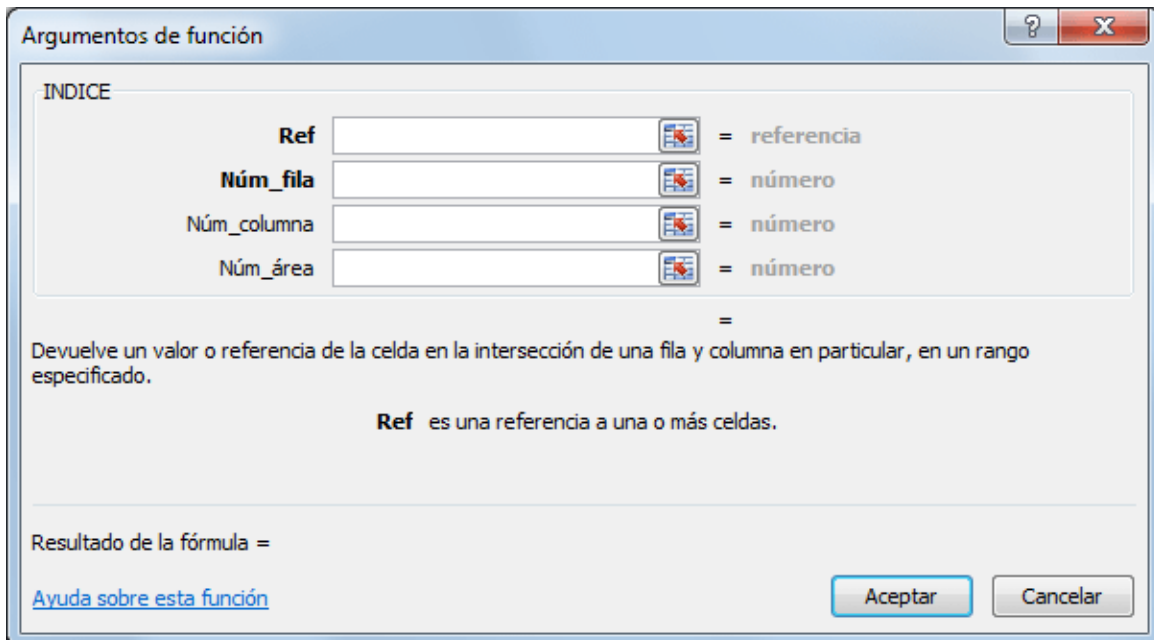 Argumentos de función
INDICE
Ref = referencia
Núm_fila = número
Núm_columna = número
Núm_área = número
=
Devuelve un valor o referencia de la celda en la intersección de una fila y columna en particular, en un rango
especificado.
Ref es una referencia a una o más celdas.
Resultado de la fórmula =
Ayuda sobre esta función
Aceptar
Cancelar